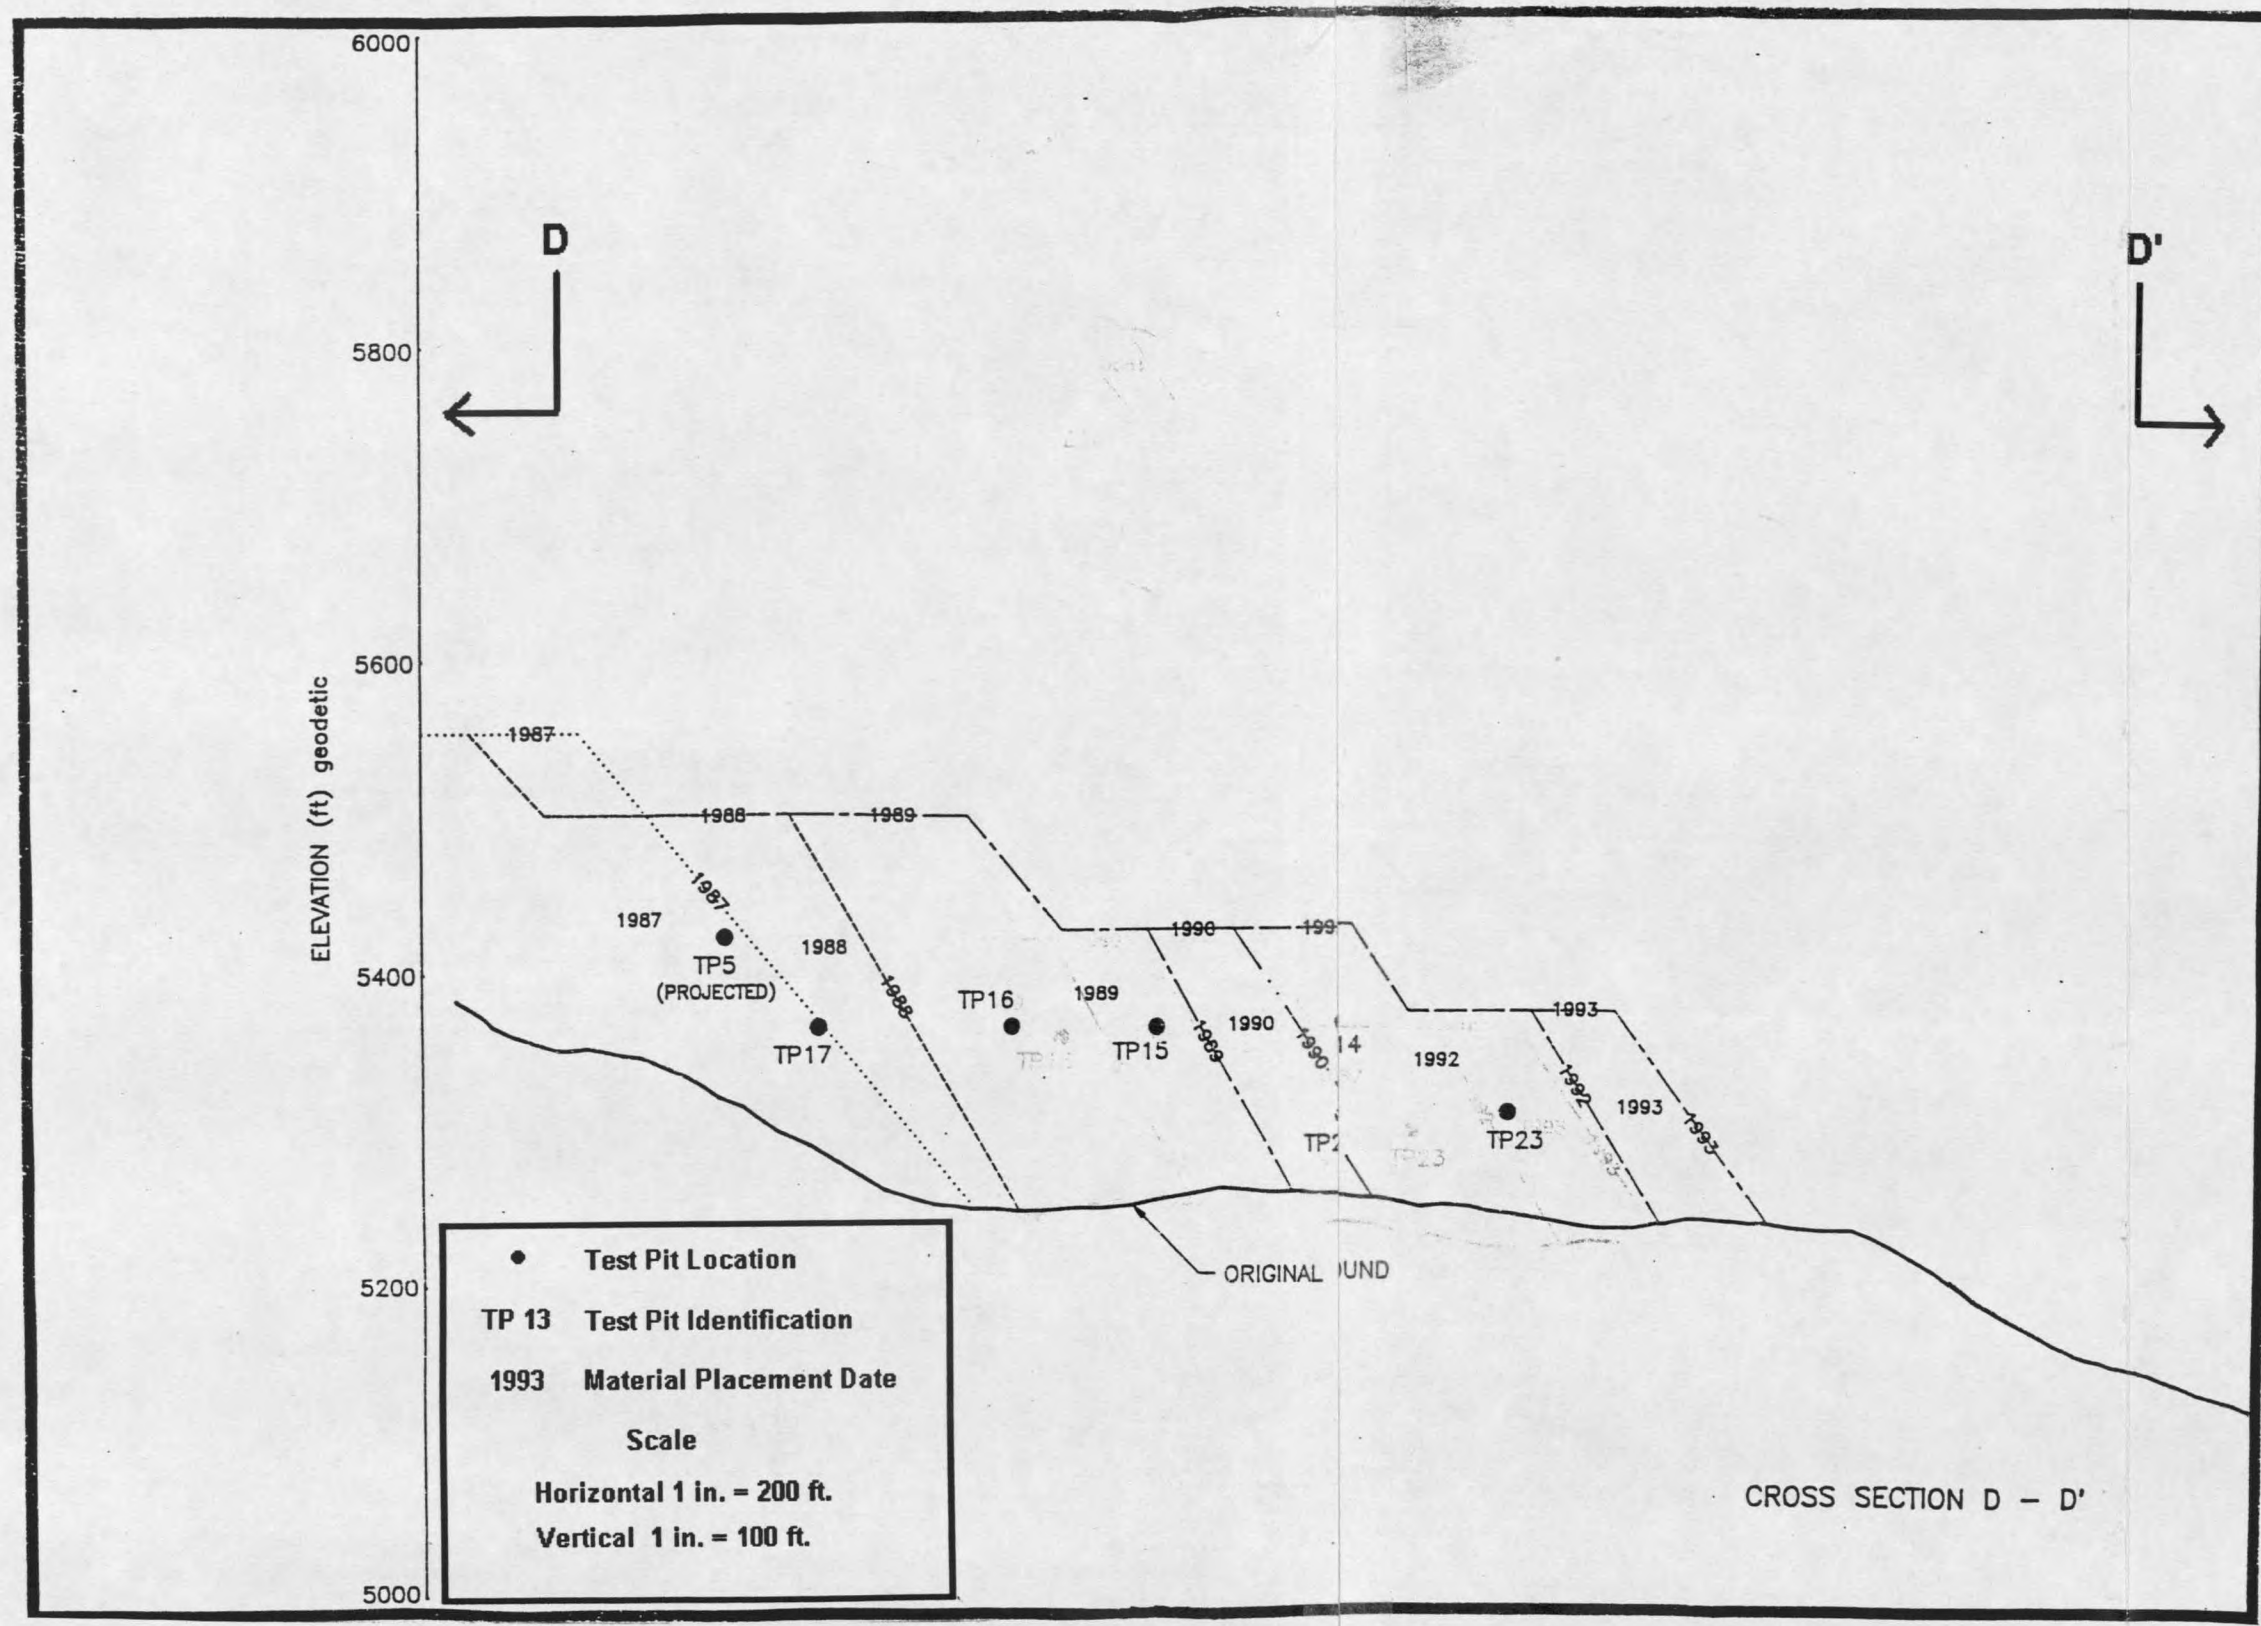 6000
D
D'
5800
5600
ELEVATION (ft) geodetic
1987
1988
1989
1987
1987
1988
1990
199
5400
TP5
(PROJECTED)
1988
TP16
1989
1993
TP17
TP15
1989
1990
1990
14
1992
1992
1993
1993
TP23
TP23
5200
ORIGINAL UND
Test Pit Location
TP 13 Test Pit Identification
1993 Material Placement Date
Scale
Horizontal 1 in. = 200 ft.
Vertical 1 in. = 100 ft.
CROSS SECTION D – D'
5000